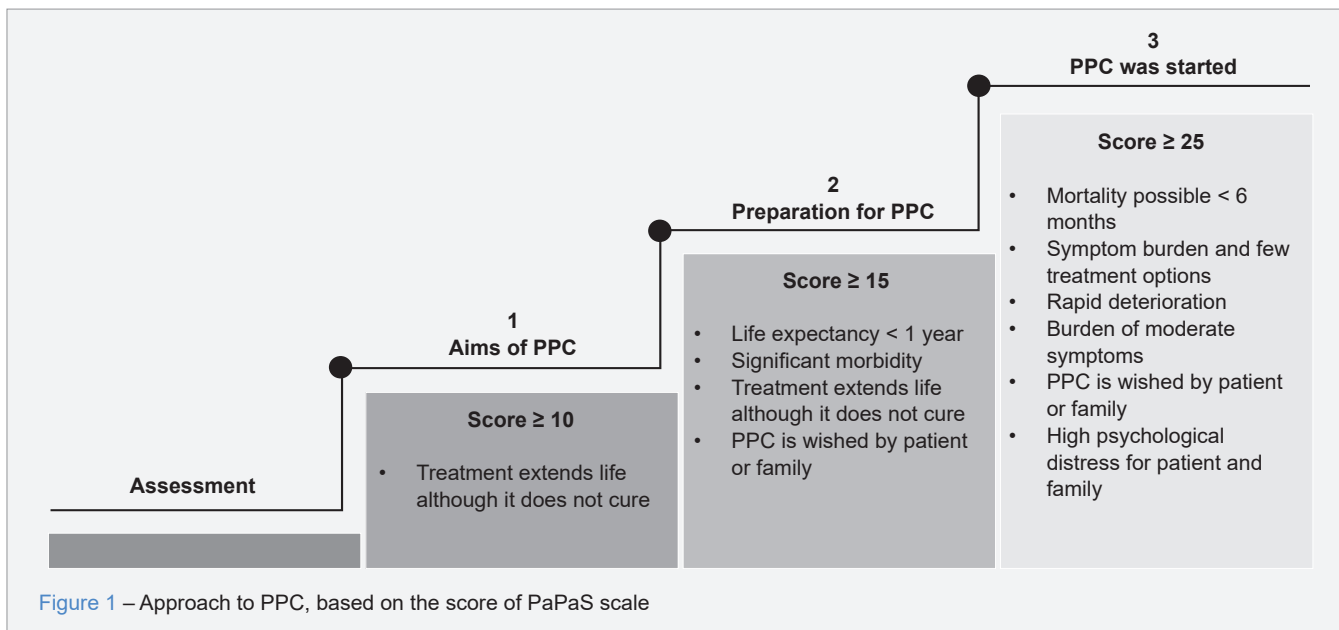 Assessment
1
Aims of PPC
Score ≥ 10
• Treatment extends life
although it does not cure
2
Preparation for PPC
Score ≥ 15
• Life expectancy < 1 year
• Significant morbidity
• Treatment extends life
although it does not cure
• PPC is wished by patient
or family
3
PPC was started
Score ≥ 25
• Mortality possible < 6
months
• Symptom burden and few
treatment options
• Rapid deterioration
• Burden of moderate
symptoms
• PPC is wished by patient
or family
• High psychological
distress for patient and
family
Figure 1 – Approach to PPC, based on the score of PaPaS scale